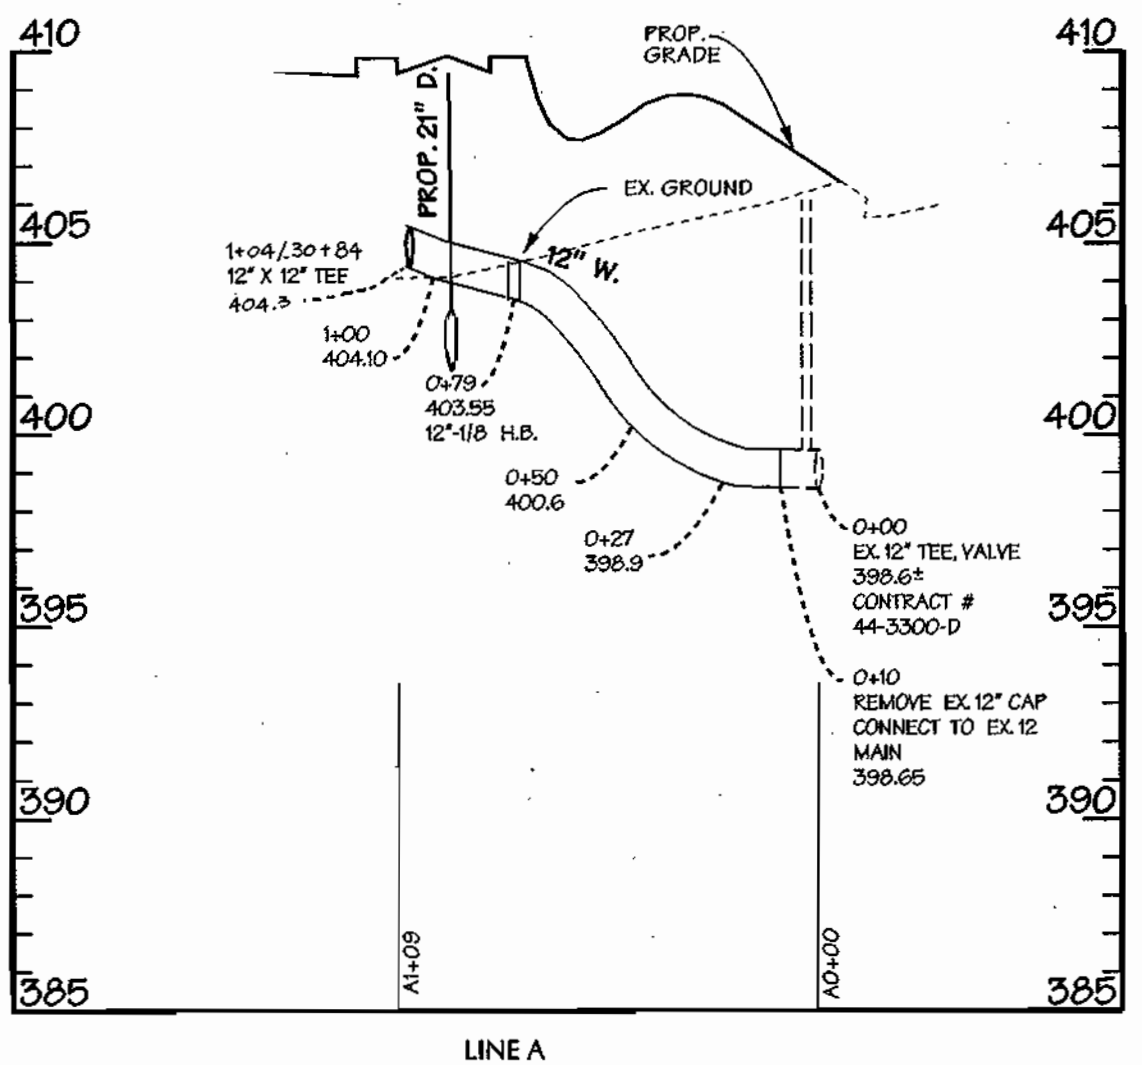 410
410
PROP.
GRADE
PROP. 21" D.
EX. GROUND
405
405
12" W.
1+04/30+84
12" X 12" TEE
404.3
1+00
404.10
0+79
403.55
12"-1/8 H.B.
400
400
0+50
400.6
0+27
398.9
0+00
EX. 12" TEE, VALVE
398.6±
CONTRACT #
44-3300-D
395
395
0+10
REMOVE EX. 12" CAP
CONNECT TO EX. 12
MAIN
398.65
390
390
A1+09
A0+00
385
385
LINE A